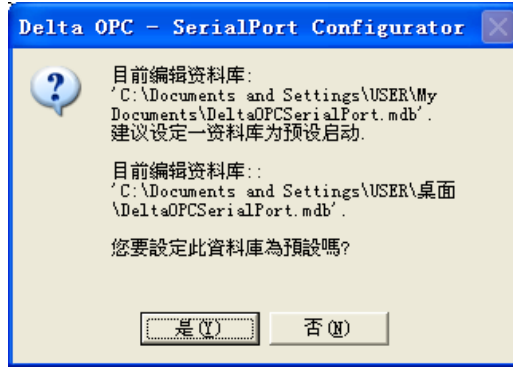 Delta OPC - SerialPort Configurator
目前编辑资料库:
'C:\Documents and Settings\USER\My
Documents\DeltaOPCSerialPort.mdb'.
建议设定一资料库为预设启动.
目前编辑资料库::
'C:\Documents and Settings\USER\桌面
\DeltaOPCSerialPort.mdb'.
您要設定此資料庫為預設嗎?
是(Y) 否(N)